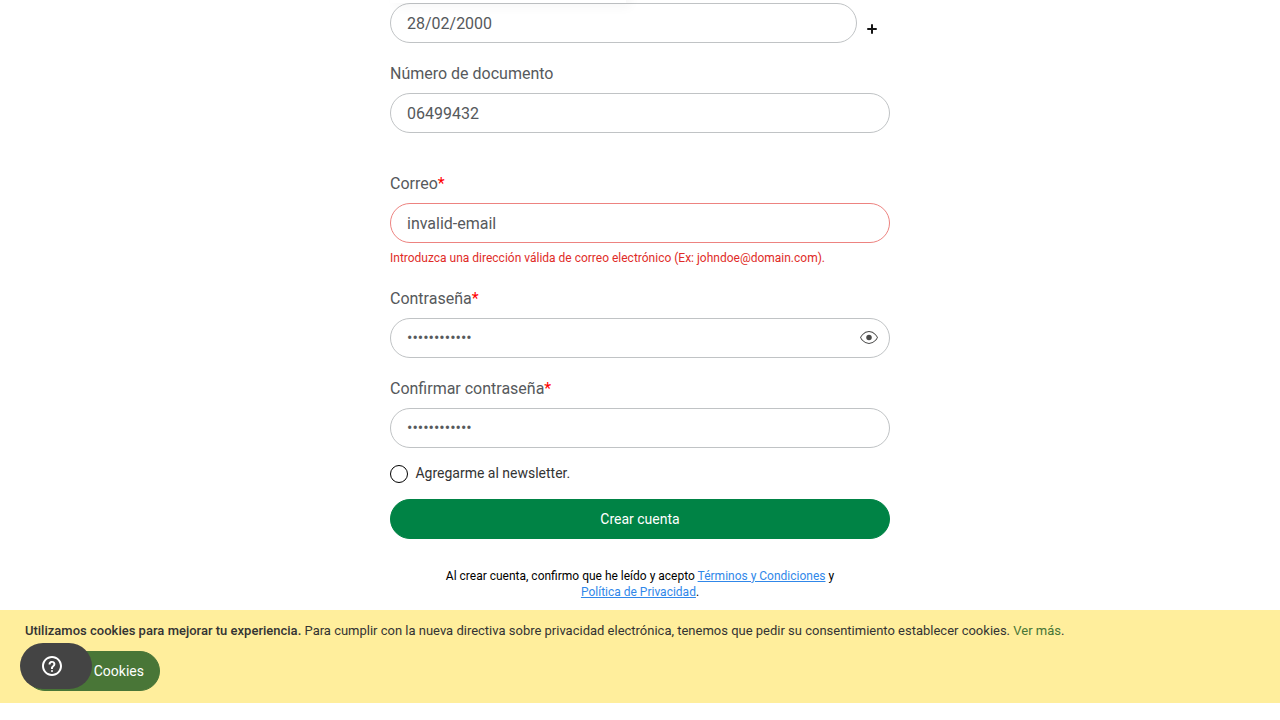 28/02/2000
Número de documento
06499432
Correo*
invalid-email
Introduzca una dirección válida de correo electrónico (Ex: johndoe@domain.com).
Contraseña*
••••••••••••
Confirmar contraseña*
••••••••••••
Agregarme al newsletter.
Crear cuenta
Al crear cuenta, confirmo que he leído y acepto Términos y Condiciones y
Política de Privacidad.
Utilizamos cookies para mejorar tu experiencia. Para cumplir con la nueva directiva sobre privacidad electrónica, tenemos que pedir su consentimiento establecer cookies. Ver más.
Cookies